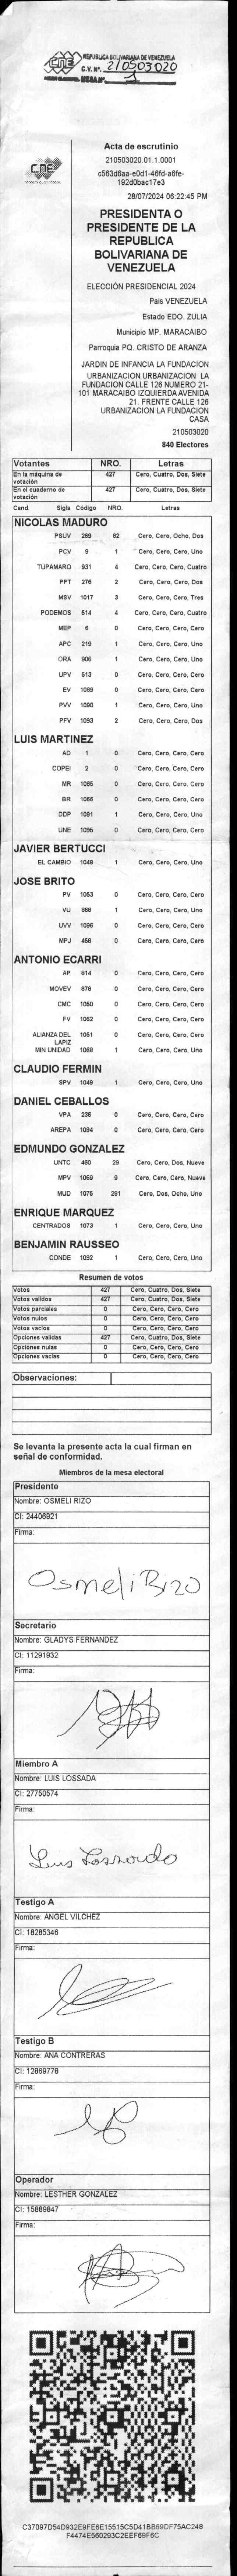 CNE
REPUBLICA BOLIVARIANA DE VENEZUELA
C.V. Nº 210503020
MESA Nº 1
CNE
Acta de escrutinio
210503020.01.1.0001
c563d6aa-e0d1-46fd-a6fe-
192d0bac17e3
28/07/2024 06:22:45 PM
PRESIDENTA O
PRESIDENTE DE LA
REPUBLICA
BOLIVARIANA DE
VENEZUELA
ELECCIÓN PRESIDENCIAL 2024
Pais VENEZUELA
Estado EDO. ZULIA
Municipio MP. MARACAIBO
Parroquia PQ. CRISTO DE ARANZA
JARDIN DE INFANCIA LA FUNDACION
URBANIZACION URBANIZACION LA
FUNDACION CALLE 126 NUMERO 21-
101 MARACAIBO IZQUIERDA AVENIDA
21. FRENTE CALLE 126
URBANIZACION LA FUNDACION
CASA
210503020
840 Electores
Votantes NRO. Letras
En la máquina de votación 427 Cero, Cuatro, Dos, Siete
En el cuaderno de votación 427 Cero, Cuatro, Dos, Siete
Cand. Sigla Código NRO. Letras
NICOLAS MADURO
PSUV 269 82 Cero, Cero, Ocho, Dos
PCV 9 1 Cero, Cero, Cero, Uno
TUPAMARO 931 4 Cero, Cero, Cero, Cuatro
PPT 276 2 Cero, Cero, Cero, Dos
MSV 1017 3 Cero, Cero, Cero, Tres
PODEMOS 514 4 Cero, Cero, Cero, Cuatro
MEP 6 0 Cero, Cero, Cero, Cero
APC 219 1 Cero, Cero, Cero, Uno
ORA 906 1 Cero, Cero, Cero, Uno
UPV 513 0 Cero, Cero, Cero, Cero
EV 1089 0 Cero, Cero, Cero, Cero
PVV 1090 1 Cero, Cero, Cero, Uno
PFV 1093 2 Cero, Cero, Cero, Dos
LUIS MARTINEZ
AD 1 0 Cero, Cero, Cero, Cero
COPEI 2 0 Cero, Cero, Cero, Cero
MR 1065 0 Cero, Cero, Cero, Cero
BR 1066 0 Cero, Cero, Cero, Cero
DDP 1091 1 Cero, Cero, Cero, Uno
UNE 1095 0 Cero, Cero, Cero, Cero
JAVIER BERTUCCI
EL CAMBIO 1048 1 Cero, Cero, Cero, Uno
JOSE BRITO
PV 1053 0 Cero, Cero, Cero, Cero
VU 868 1 Cero, Cero, Cero, Uno
UVV 1096 0 Cero, Cero, Cero, Cero
MPJ 458 0 Cero, Cero, Cero, Cero
ANTONIO ECARRI
AP 914 0 Cero, Cero, Cero, Cero
MOVEV 878 0 Cero, Cero, Cero, Cero
CMC 1050 0 Cero, Cero, Cero, Cero
FV 1062 0 Cero, Cero, Cero, Cero
ALIANZA DEL LAPIZ 1051 0 Cero, Cero, Cero, Cero
MIN UNIDAD 1068 1 Cero, Cero, Cero, Uno
CLAUDIO FERMIN
SPV 1049 1 Cero, Cero, Cero, Uno
DANIEL CEBALLOS
VPA 236 0 Cero, Cero, Cero, Cero
AREPA 1094 0 Cero, Cero, Cero, Cero
EDMUNDO GONZALEZ
UNTC 460 29 Cero, Cero, Dos, Nueve
MPV 1069 9 Cero, Cero, Cero, Nueve
MUD 1075 281 Cero, Dos, Ocho, Uno
ENRIQUE MARQUEZ
CENTRADOS 1073 1 Cero, Cero, Cero, Uno
BENJAMIN RAUSSEO
CONDE 1092 1 Cero, Cero, Cero, Uno
Resumen de votos
Votos 427 Cero, Cuatro, Dos, Siete
Votos validos 427 Cero, Cuatro, Dos, Siete
Votos parciales 0 Cero, Cero, Cero, Cero
Votos nulos 0 Cero, Cero, Cero, Cero
Votos vacios 0 Cero, Cero, Cero, Cero
Opciones validas 427 Cero, Cuatro, Dos, Siete
Opciones nulas 0 Cero, Cero, Cero, Cero
Opciones vacias 0 Cero, Cero, Cero, Cero
Observaciones:
Se levanta la presente acta la cual firman en
señal de conformidad.
Miembros de la mesa electoral
Presidente
Nombre: OSMELI RIZO
CI: 24406921
Firma:
Osmeli Rizo
Secretario
Nombre: GLADYS FERNANDEZ
CI: 11291932
Firma:
Miembro A
Nombre: LUIS LOSSADA
CI: 27750574
Firma:
Testigo A
Nombre: ANGEL VILCHEZ
CI: 18285346
Firma:
Testigo B
Nombre: ANA CONTRERAS
CI: 12869778
Firma:
Operador
Nombre: LESTHER GONZALEZ
CI: 15889847
Firma:
C37097D54D932E9FE6E15515C5D41BB69DF75AC248
F4474E560293C2EEF69F6C